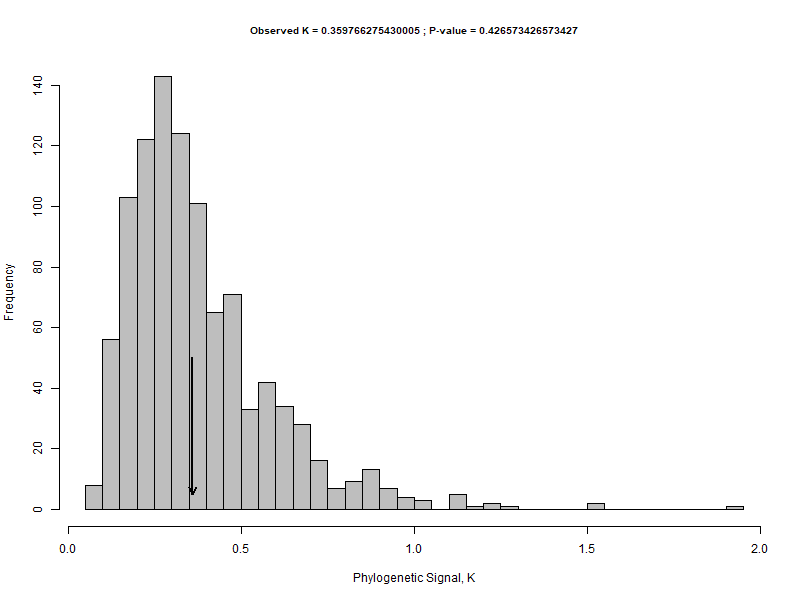 Observed K = 0.359766275430005 ; P-value = 0.426573426573427
140
120
100
80
60
40
20
0
Frequency
0.0 0.5 1.0 1.5 2.0
Phylogenetic Signal, K